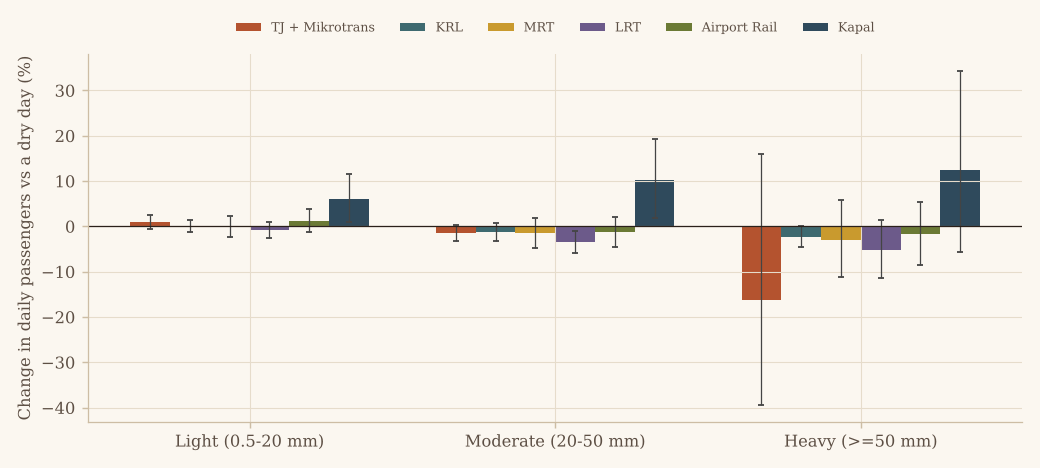 TJ + Mikrotrans KRL MRT LRT Airport Rail Kapal
Change in daily passengers vs a dry day (%)
30
20
10
0
−10
−20
−30
−40
Light (0.5-20 mm) Moderate (20-50 mm) Heavy (>=50 mm)